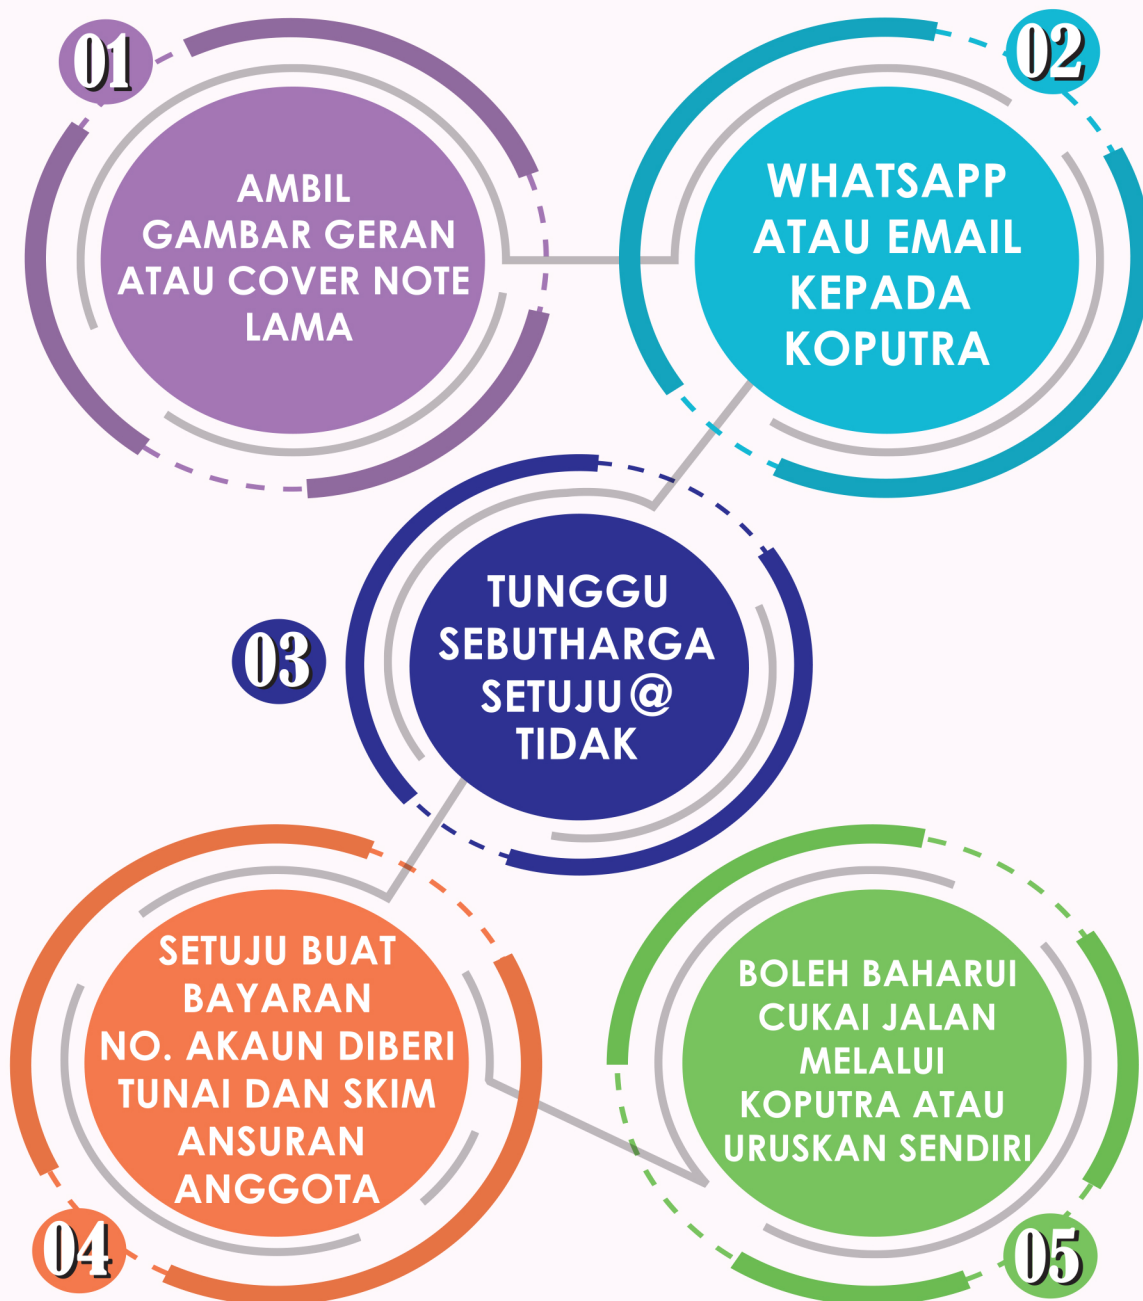 01
AMBIL
GAMBAR GERAN
ATAU COVER NOTE
LAMA
02
WHATSAPP
ATAU EMAIL
KEPADA
KOPUTRA
03
TUNGGU
SEBUTHARGA
SETUJU @
TIDAK
04
SETUJU BUAT
BAYARAN
NO. AKAUN DIBERI
TUNAI DAN SKIM
ANSURAN
ANGGOTA
05
BOLEH BAHARUI
CUKAI JALAN
MELALUI
KOPUTRA ATAU
URUSKAN SENDIRI